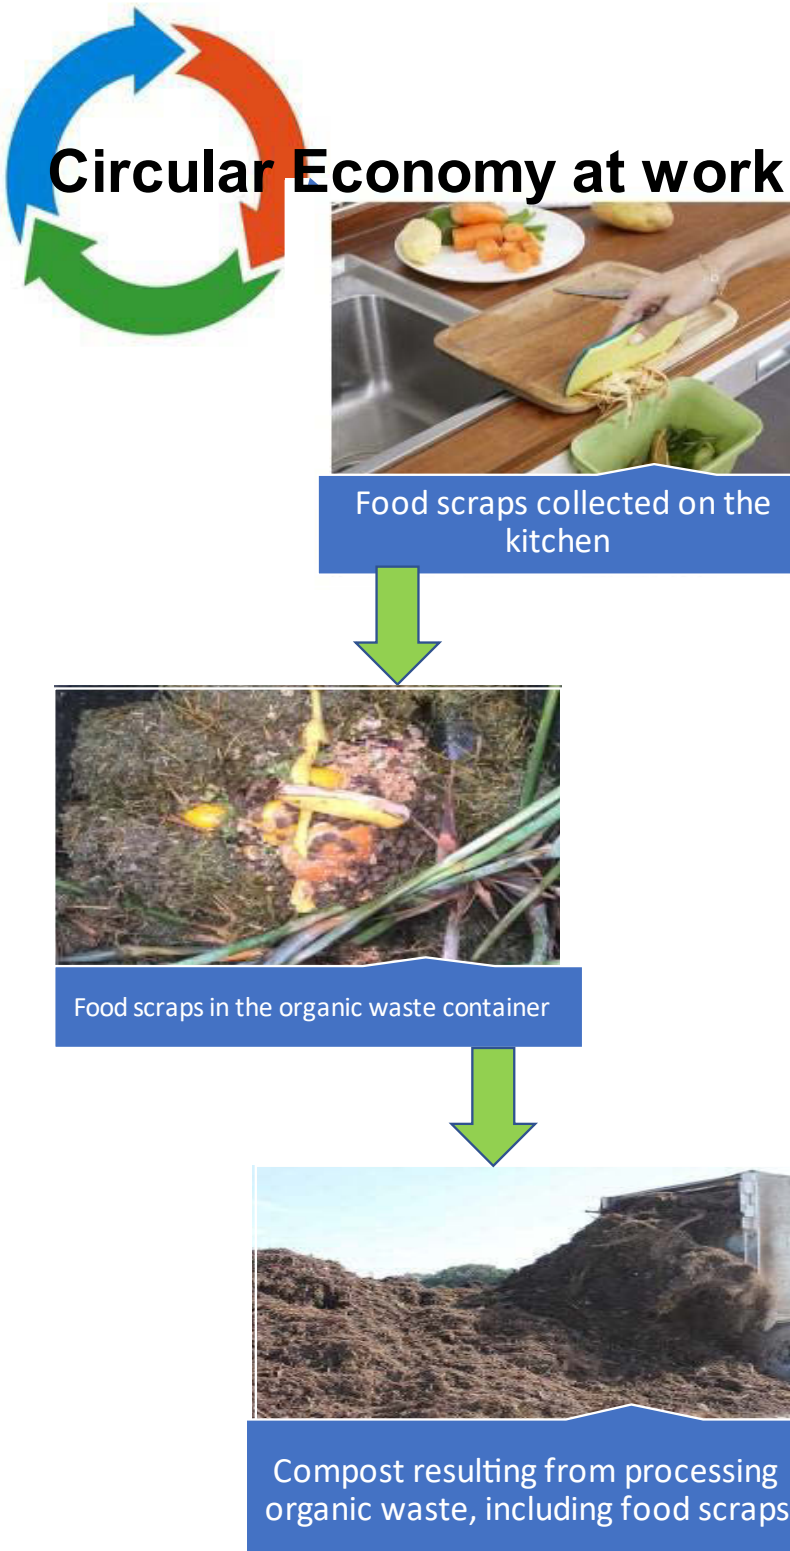 Circular Economy at work
Food scraps collected on the
kitchen
Food scraps in the organic waste container
Compost resulting from processing
organic waste, including food scraps